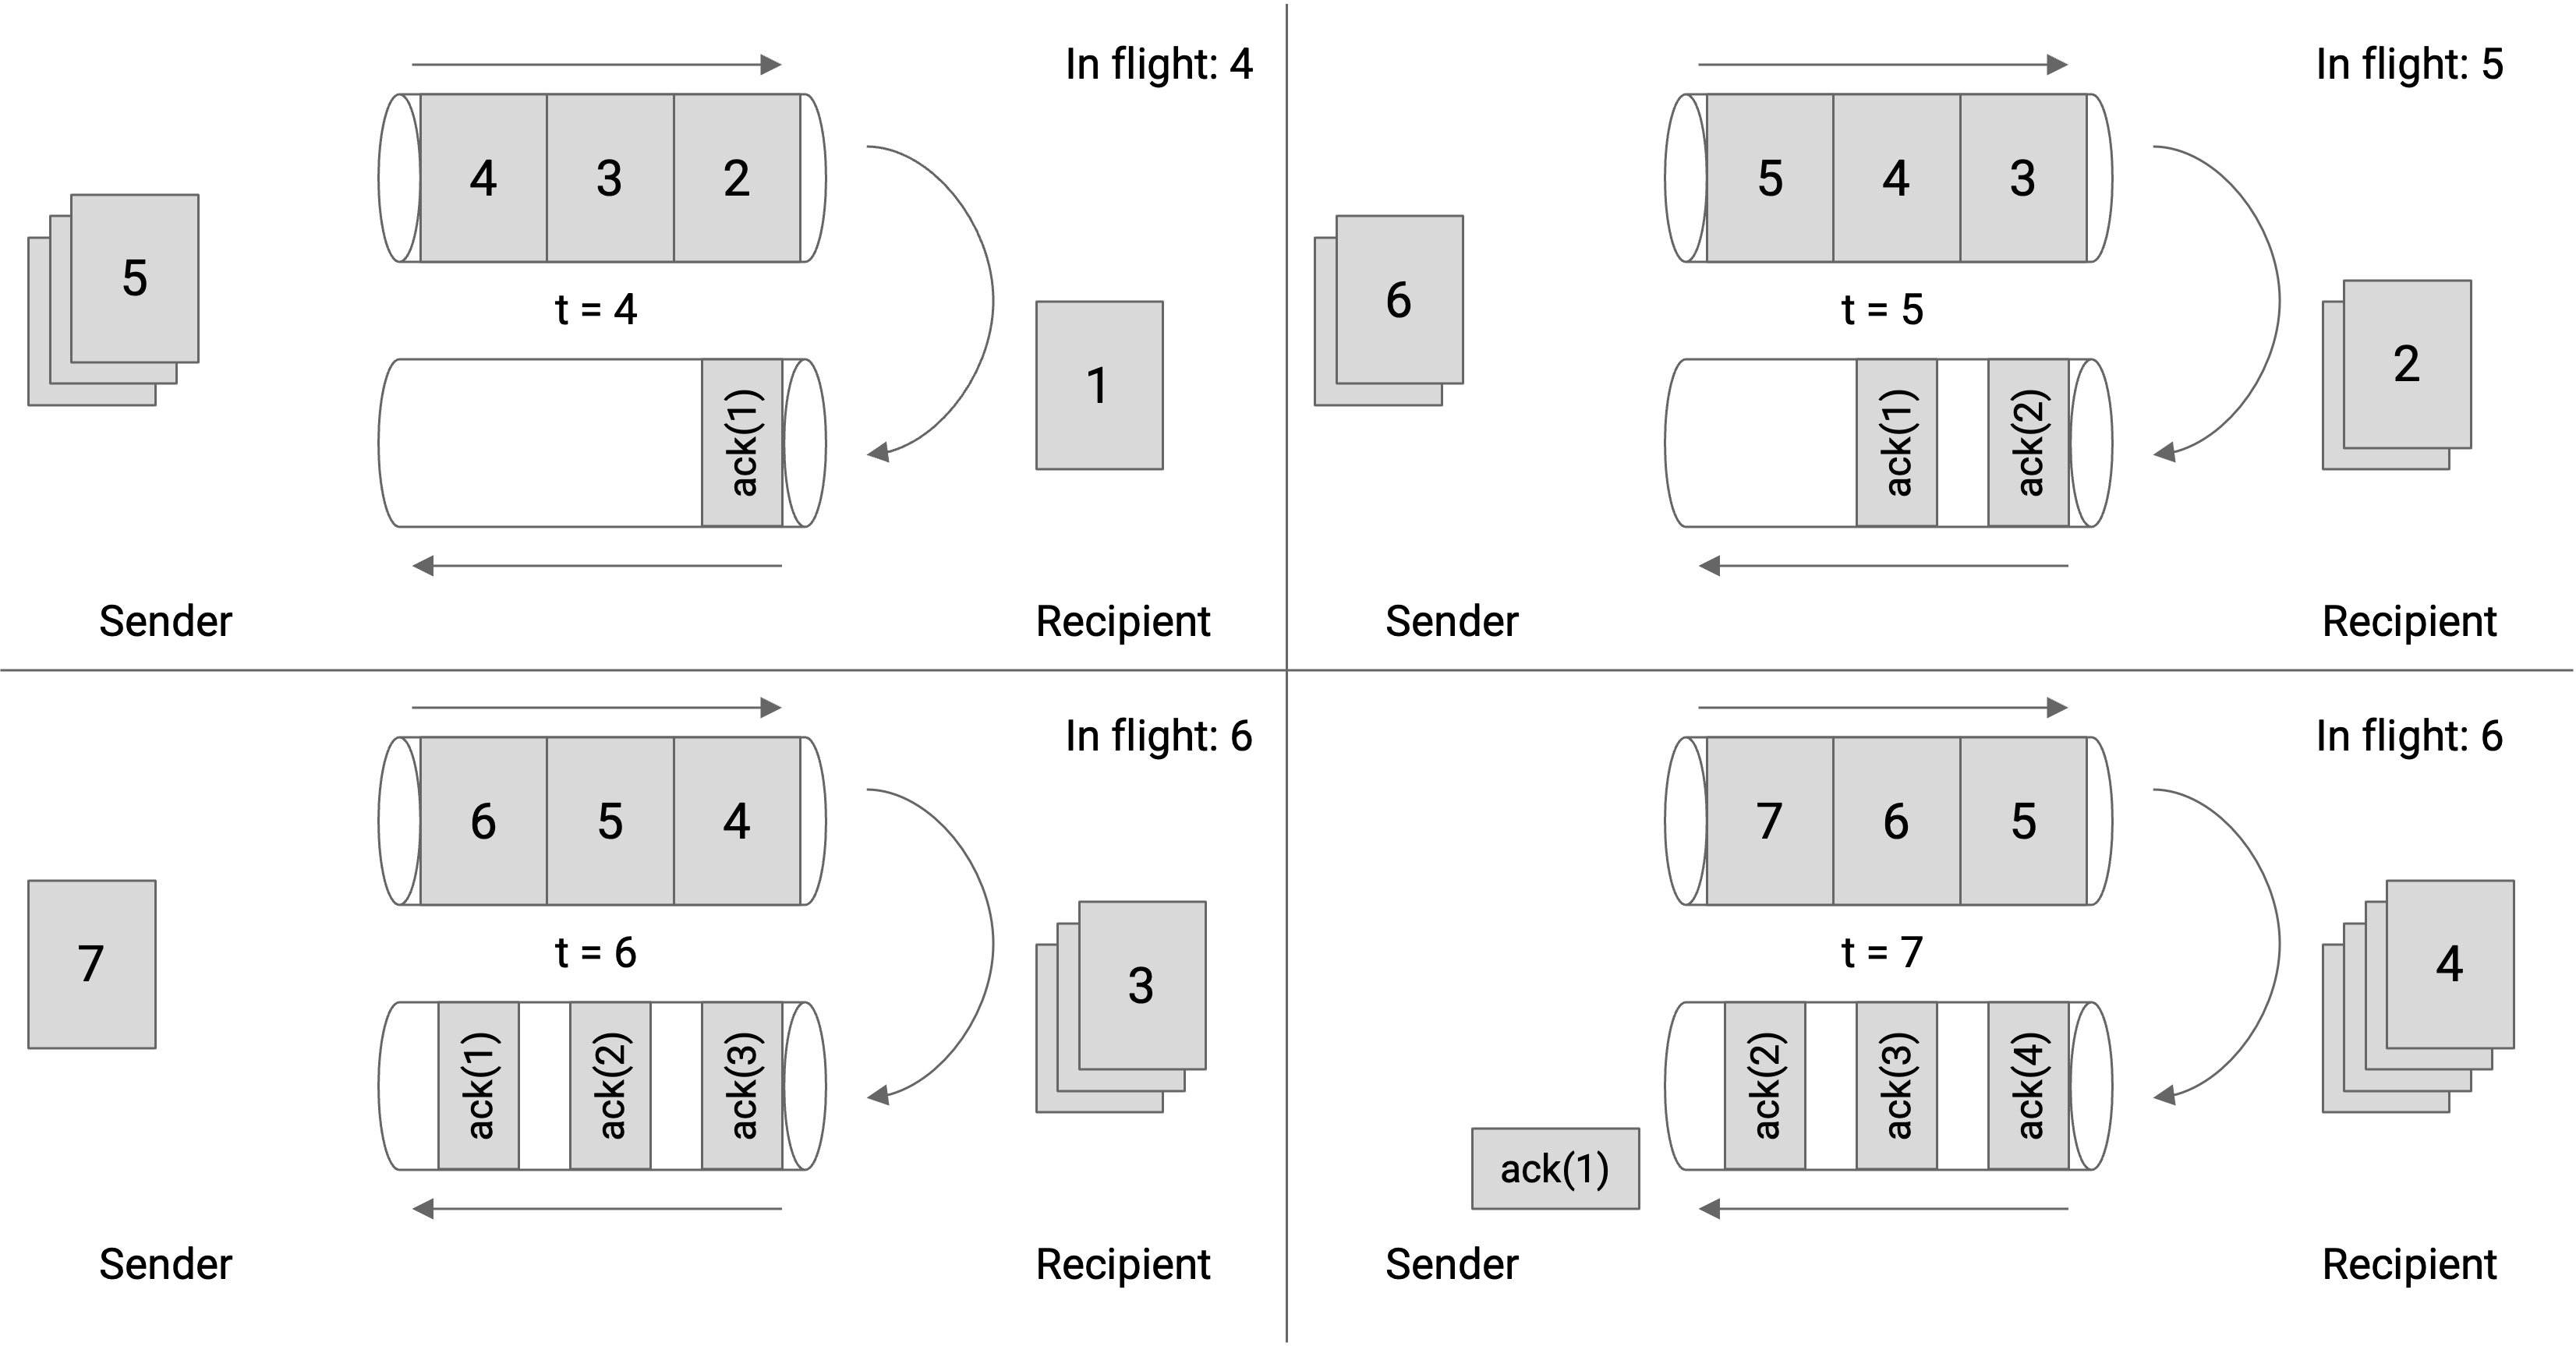 In flight: 4
4 3 2
5
t = 4
1
ack(1)
Sender
Recipient
In flight: 5
5 4 3
6
t = 5
2
ack(1) ack(2)
Sender
Recipient
In flight: 6
6 5 4
7
t = 6
3
ack(1) ack(2) ack(3)
Sender
Recipient
In flight: 6
7 6 5
t = 7
4
ack(2) ack(3) ack(4)
ack(1)
Sender
Recipient